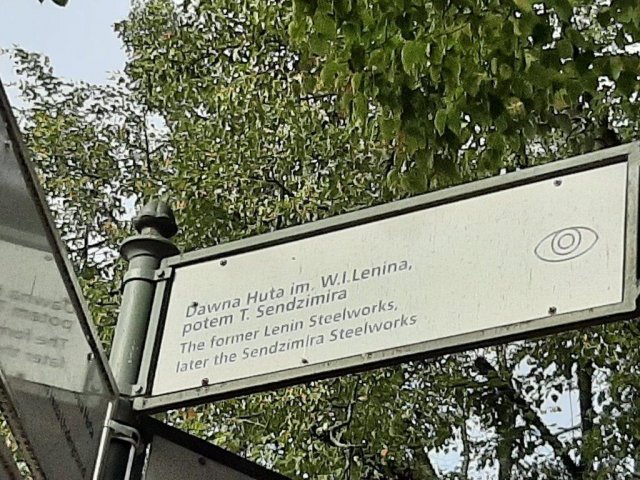 Dawna Huta im. W.I.Lenina,
potem T. Sendzimira
The former Lenin Steelworks,
later the Sendzimira Steelworks